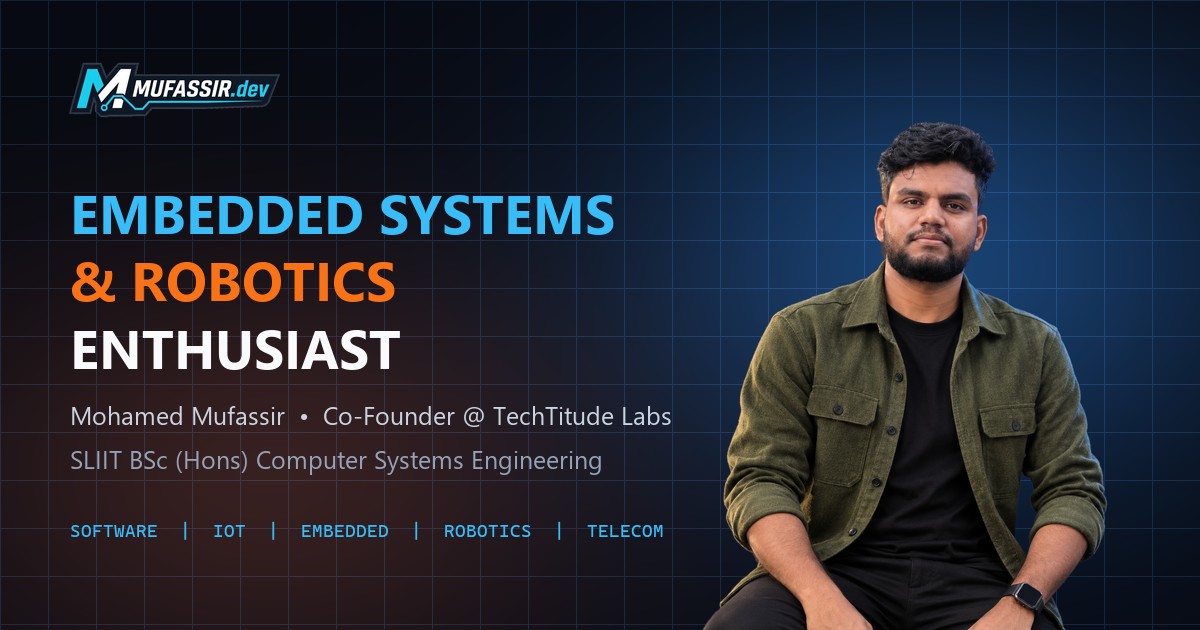 MUFASSIR.dev
EMBEDDED SYSTEMS
& ROBOTICS
ENTHUSIAST
Mohamed Mufassir • Co-Founder @ TechTitude Labs
SLIIT BSc (Hons) Computer Systems Engineering
SOFTWARE | IOT | EMBEDDED | ROBOTICS | TELECOM